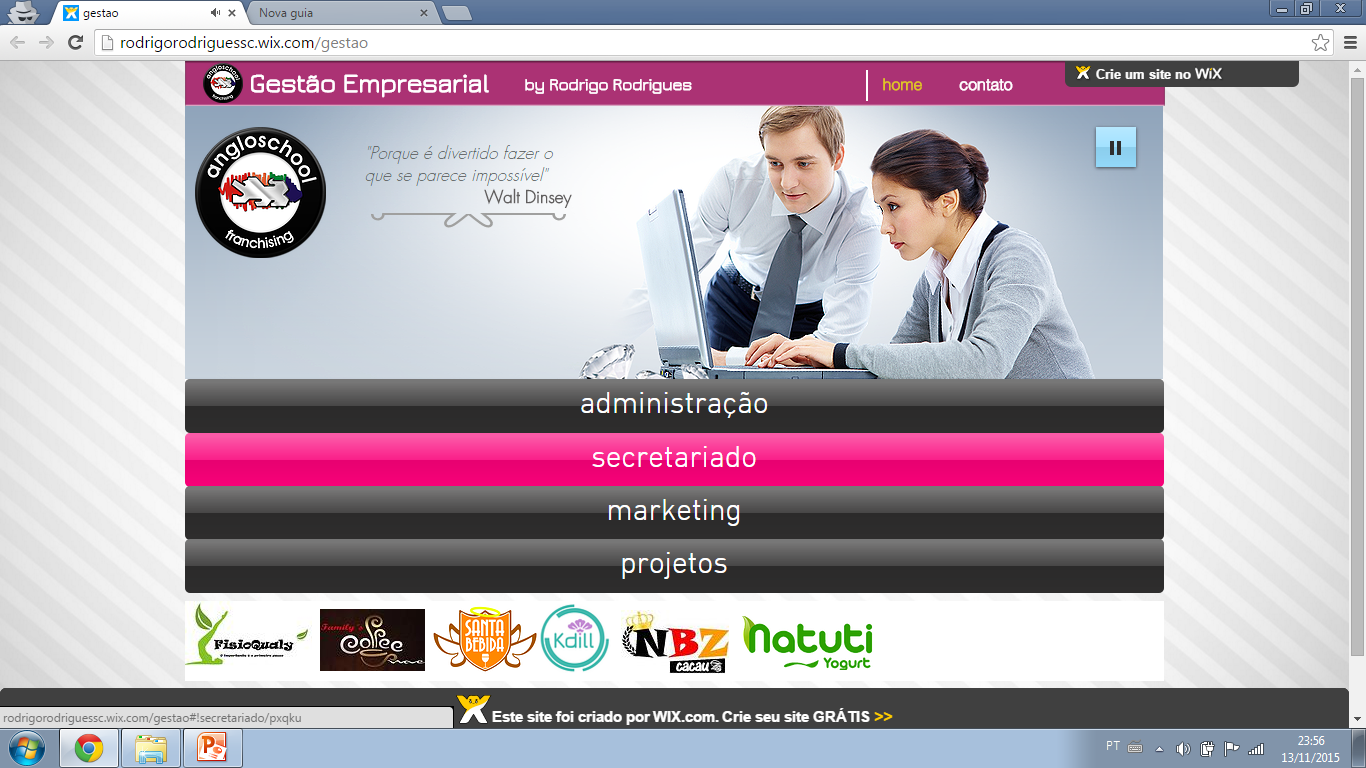 gestao
Nova guia
rodrigorodriguessc.wix.com/gestao
angloschool
franchising
Gestão Empresarial
by Rodrigo Rodrigues
home
contato
Crie um site no WiX
angloschool
franchising
"Porque é divertido fazer o
que se parece impossível"
Walt Dinsey
administração
secretariado
marketing
projetos
FisioQualy
Family's
Coffee
SANTA
BEBIDA
Kdill
NBZ
cacau
Natuti
Yogurt
rodrigorodriguessc.wix.com/gestao#!secretariado/pxqku
Este site foi criado por WIX.com. Crie seu site GRÁTIS >>
PT
23:56
13/11/2015